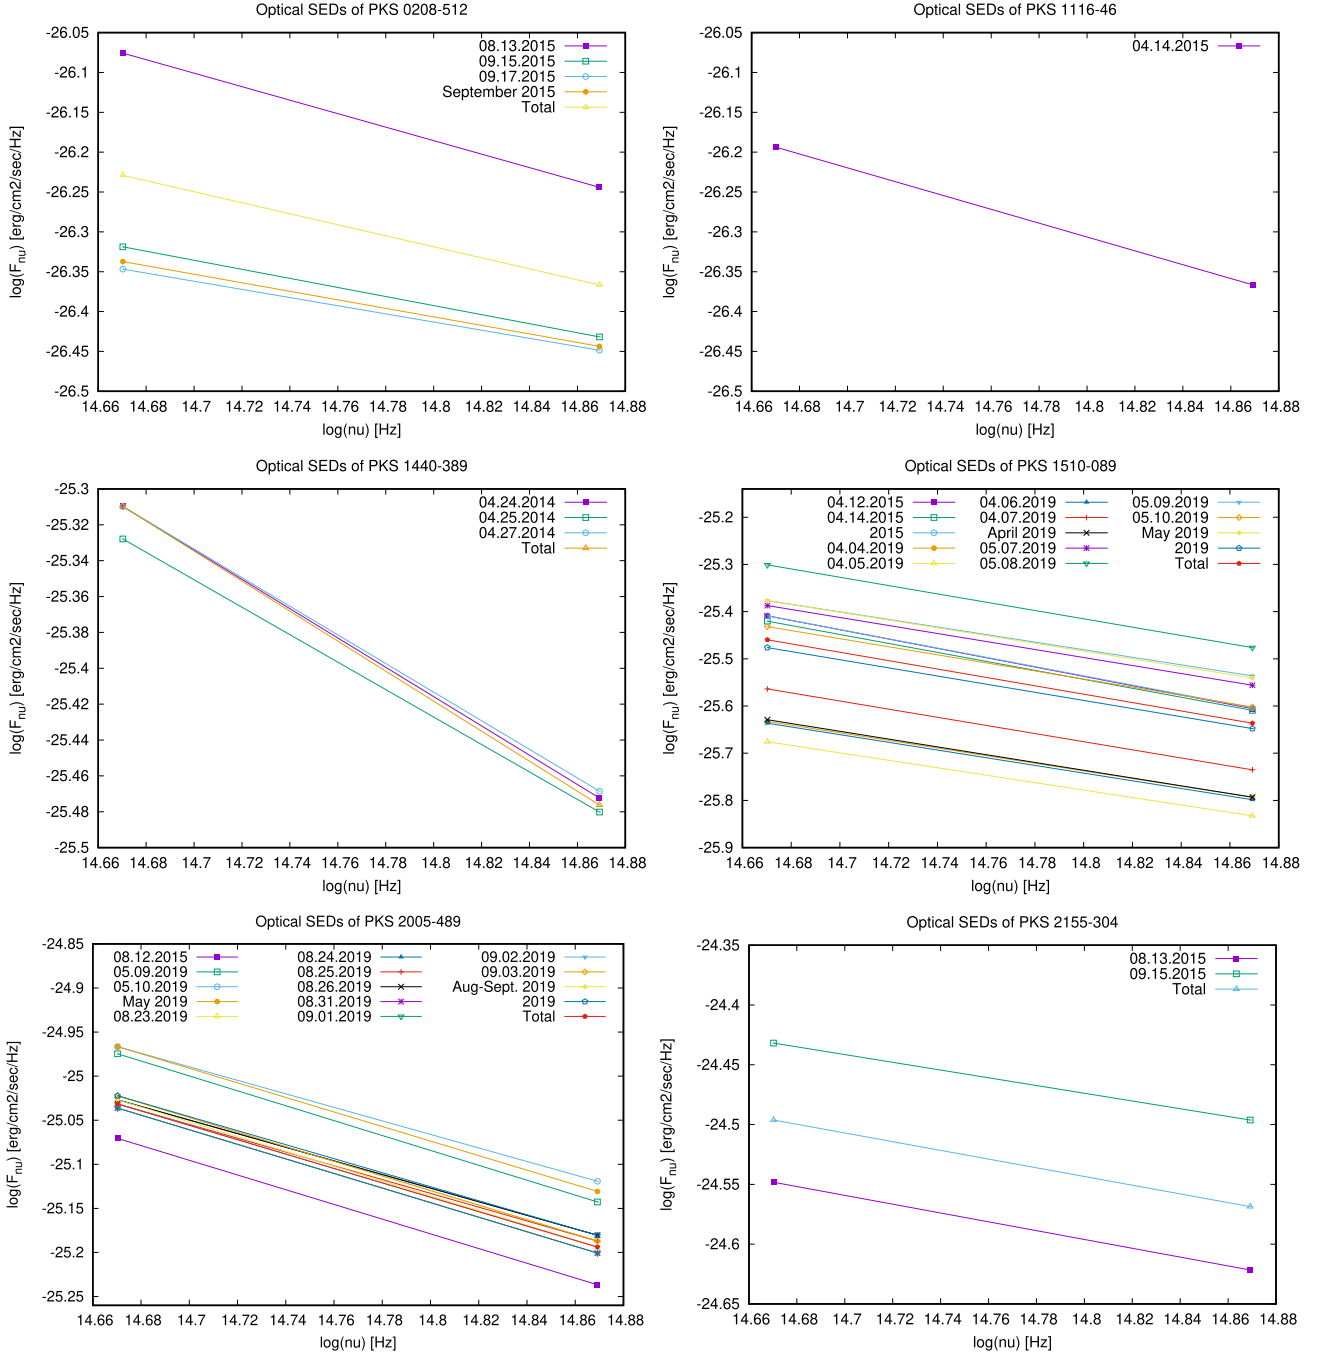 Optical SEDs of PKS 0208-512
-26.05
-26.1
-26.15
-26.2
-26.25
-26.3
-26.35
-26.4
-26.45
-26.5
log(F_nu) [erg/cm2/sec/Hz]
08.13.2015
09.15.2015
09.17.2015
September 2015
Total
14.66 14.68 14.7 14.72 14.74 14.76 14.78 14.8 14.82 14.84 14.86 14.88
log(nu) [Hz]
Optical SEDs of PKS 1116-46
-26.05
-26.1
-26.15
-26.2
-26.25
-26.3
-26.35
-26.4
-26.45
-26.5
log(F_nu) [erg/cm2/sec/Hz]
04.14.2015
14.66 14.68 14.7 14.72 14.74 14.76 14.78 14.8 14.82 14.84 14.86 14.88
log(nu) [Hz]
Optical SEDs of PKS 1440-389
-25.3
-25.32
-25.34
-25.36
-25.38
-25.4
-25.42
-25.44
-25.46
-25.48
-25.5
log(F_nu) [erg/cm2/sec/Hz]
04.24.2014
04.25.2014
04.27.2014
Total
14.66 14.68 14.7 14.72 14.74 14.76 14.78 14.8 14.82 14.84 14.86 14.88
log(nu) [Hz]
Optical SEDs of PKS 1510-089
-25.2
-25.3
-25.4
-25.5
-25.6
-25.7
-25.8
-25.9
log(F_nu) [erg/cm2/sec/Hz]
04.12.2015 04.06.2019 05.09.2019
04.14.2015 04.07.2019 05.10.2019
2015 April 2019 May 2019
04.04.2019 05.07.2019 2019
04.05.2019 05.08.2019 Total
14.66 14.68 14.7 14.72 14.74 14.76 14.78 14.8 14.82 14.84 14.86 14.88
log(nu) [Hz]
Optical SEDs of PKS 2005-489
-24.85
-24.9
-24.95
-25
-25.05
-25.1
-25.15
-25.2
-25.25
log(F_nu) [erg/cm2/sec/Hz]
08.12.2015 08.24.2019 09.02.2019
05.09.2019 08.25.2019 09.03.2019
05.10.2019 08.26.2019 Aug-Sept. 2019
May 2019 08.31.2019 2019
08.23.2019 09.01.2019 Total
14.66 14.68 14.7 14.72 14.74 14.76 14.78 14.8 14.82 14.84 14.86 14.88
log(nu) [Hz]
Optical SEDs of PKS 2155-304
-24.35
-24.4
-24.45
-24.5
-24.55
-24.6
-24.65
log(F_nu) [erg/cm2/sec/Hz]
08.13.2015
09.15.2015
Total
14.66 14.68 14.7 14.72 14.74 14.76 14.78 14.8 14.82 14.84 14.86 14.88
log(nu) [Hz]